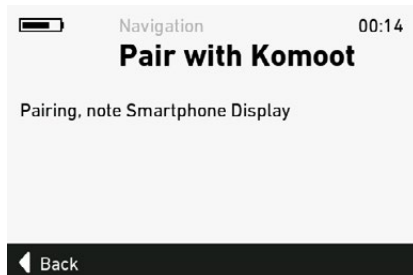 Navigation
00:14
Pair with Komoot
Pairing, note Smartphone Display
Back